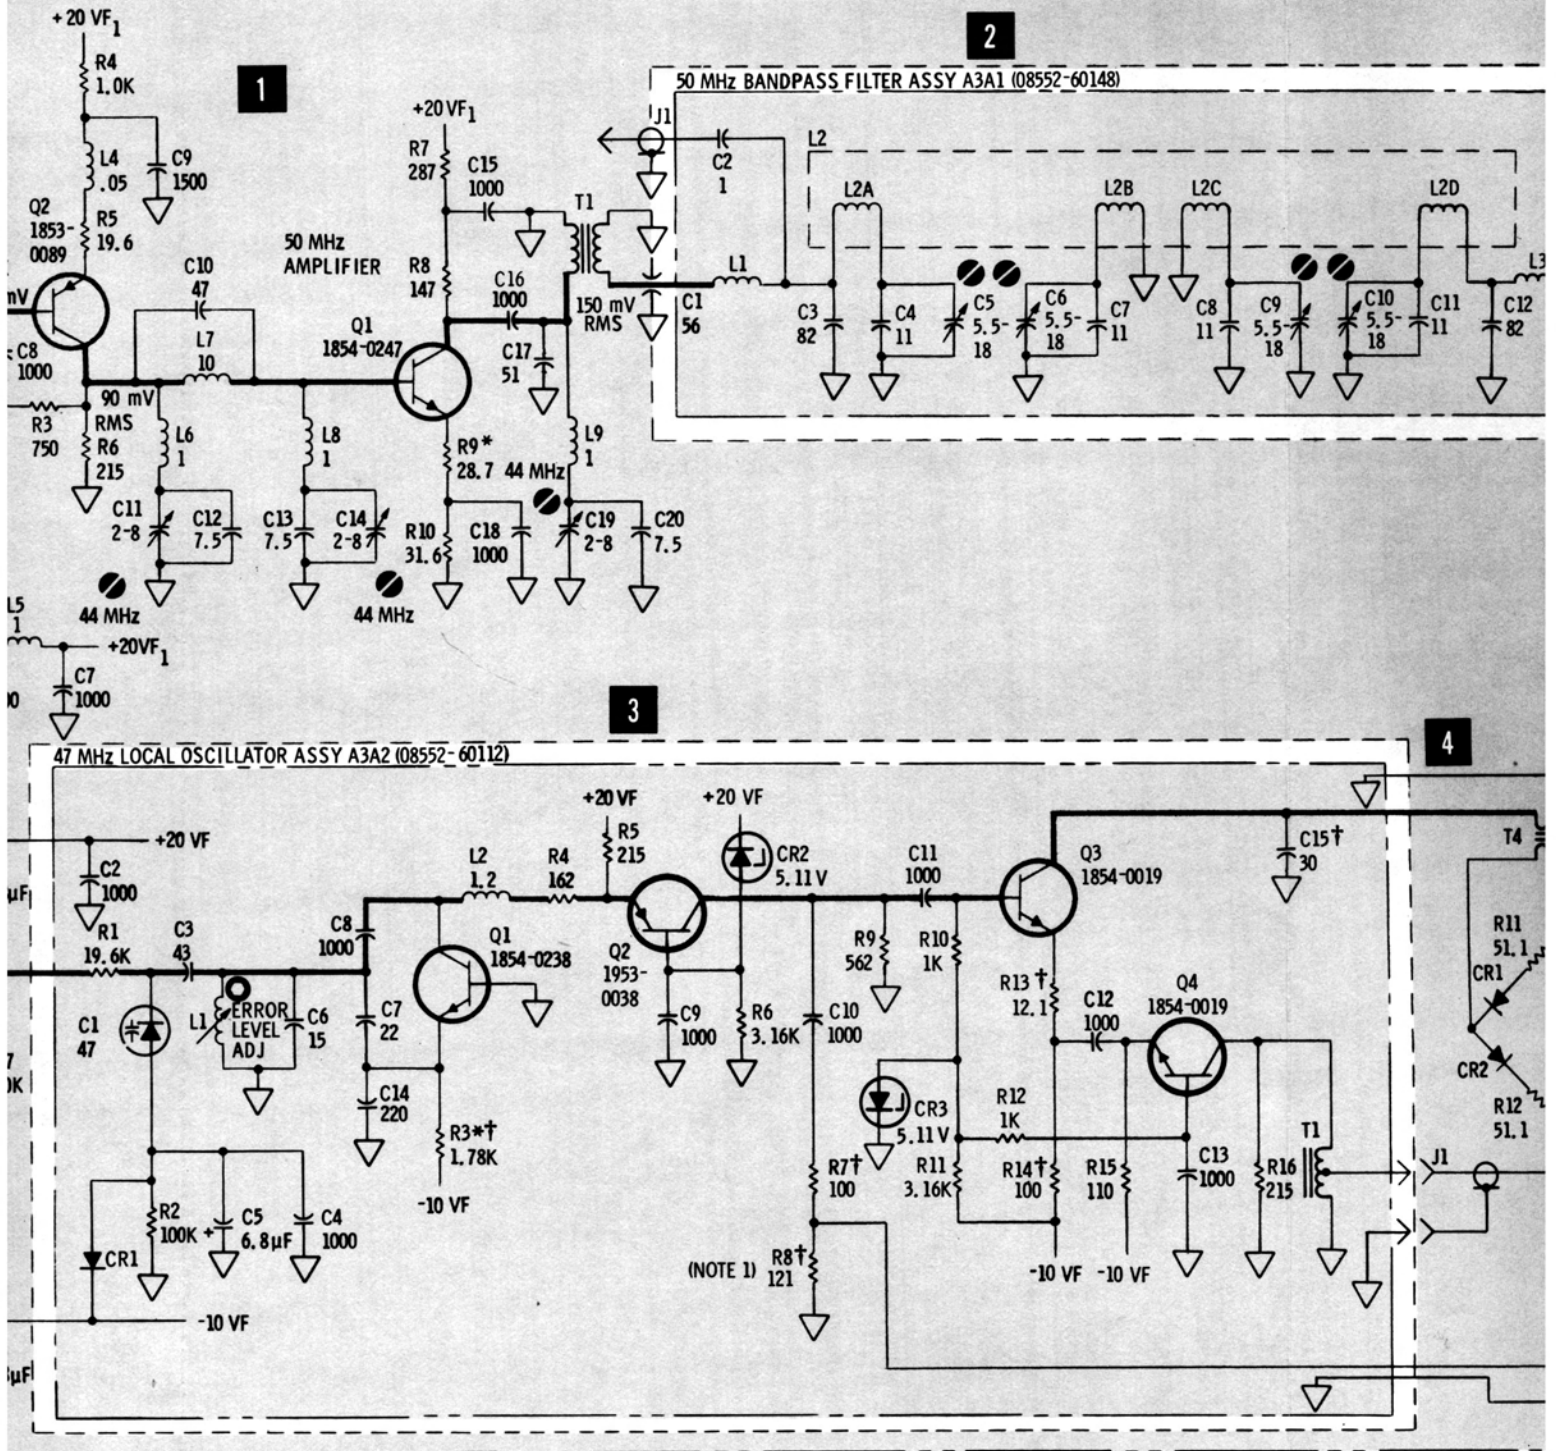 +20 VF1
R4
1.0K
L4
.05
C9
1500
Q2
1853-
0089
R5
19.6
1
50 MHz
AMPLIFIER
C10
47
L7
10
mV
C8
1000
90 mV
RMS
R3
750
R6
215
L6
1
L8
1
C11
2-8
C12
7.5
C13
7.5
C14
2-8
44 MHz
44 MHz
L5
1
+20VF1
C7
1000
+20 VF1
R7
287
C15
1000
T1
R8
147
C16
1000
Q1
1854-0247
C17
51
150 mV
RMS
C1
56
R9*
28.7
44 MHz
L9
1
R10
31.6
C18
1000
C19
2-8
C20
7.5
2
50 MHz BANDPASS FILTER ASSY A3A1 (08552-60148)
J1
C2
1
L2
L2A
L2B
L2C
L2D
L1
L3
C3
82
C4
11
C5
5.5-
18
C6
5.5-
18
C7
11
C8
11
C9
5.5-
18
C10
5.5-
18
C11
11
C12
82
3
4
47 MHz LOCAL OSCILLATOR ASSY A3A2 (08552-60112)
+20 VF
C2
1000
µF
R1
19.6K
C3
43
C1
47
L1
ERROR
LEVEL
ADJ
C6
15
C8
1000
C7
22
C14
220
L2
1.2
R4
162
Q1
1854-0238
R3*†
1.78K
-10 VF
R2
100K
+
C5
6.8µF
C4
1000
CR1
-10 VF
+20 VF
R5
215
+20 VF
CR2
5.11V
Q2
1953-
0038
C9
1000
R6
3.16K
C10
1000
C11
1000
R9
562
R10
1K
Q3
1854-0019
R13†
12.1
C12
1000
Q4
1854-0019
CR3
5.11V
R12
1K
R7†
100
R11
3.16K
R14†
100
R15
110
C13
1000
R16
215
T1
(NOTE 1)
R8†
121
-10 VF
-10 VF
C15†
30
T4
R11
51.1
CR1
CR2
R12
51.1
J1